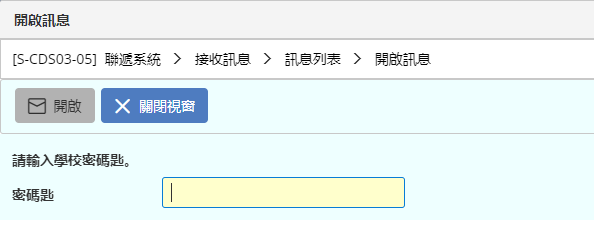 開啟訊息
[S-CDS03-05] 聯遞系統 > 接收訊息 > 訊息列表 > 開啟訊息
開啟 關閉視窗
請輸入學校密碼匙。
密碼匙